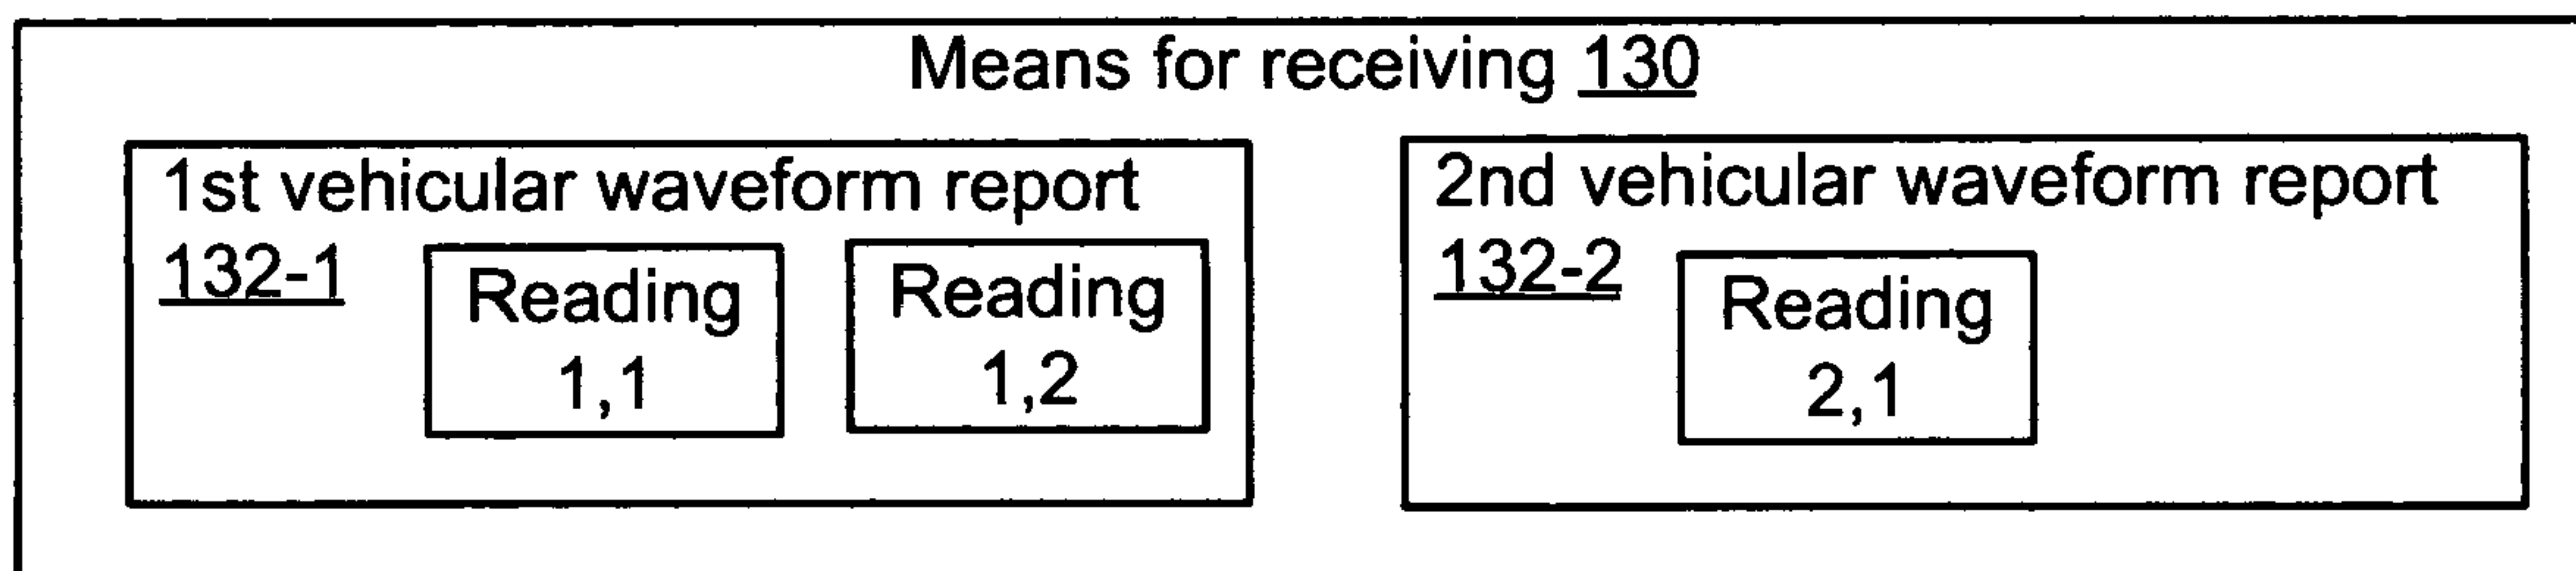 Means for receiving 130
1st vehicular waveform report
132-1
Reading
1,1
Reading
1,2
2nd vehicular waveform report
132-2
Reading
2,1